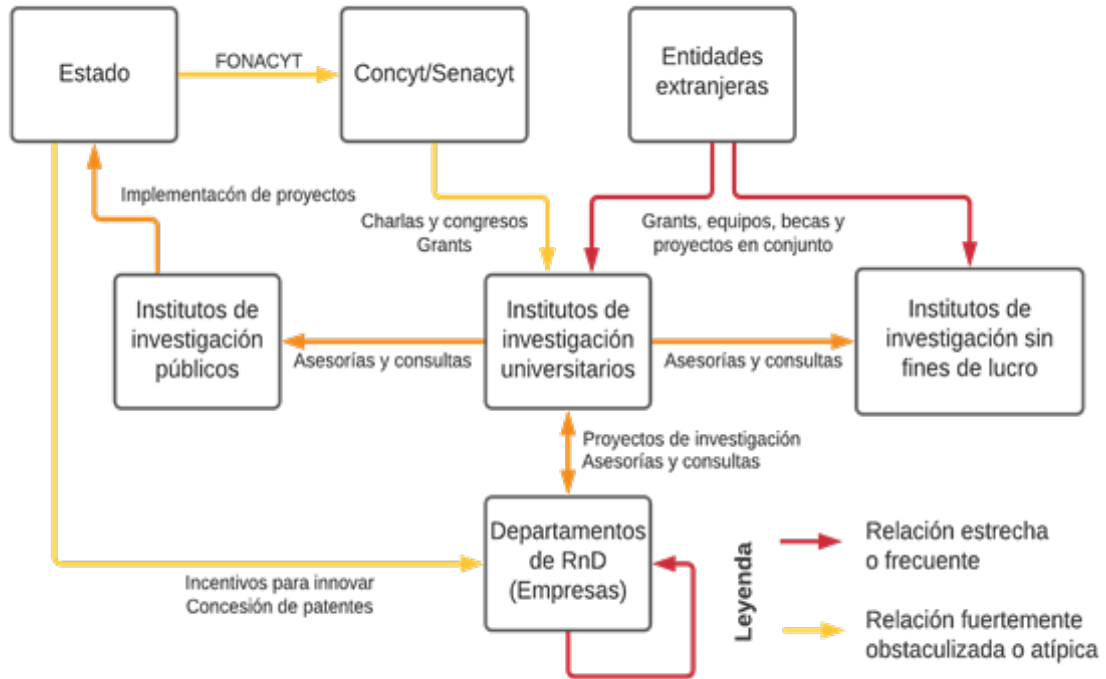 Estado
FONACYT
Concyt/Senacyt
Entidades
extranjeras
Implementacón de proyectos
Charlas y congresos
Grants
Grants, equipos, becas y
proyectos en conjunto
Institutos de
investigación
públicos
Asesorías y consultas
Institutos de
investigación
universitarios
Asesorías y consultas
Institutos de
investigación sin
fines de lucro
Proyectos de investigación
Asesorías y consultas
Departamentos
de RnD
(Empresas)
Incentivos para innovar
Concesión de patentes
Leyenda
Relación estrecha
o frecuente
Relación fuertemente
obstaculizada o atípica